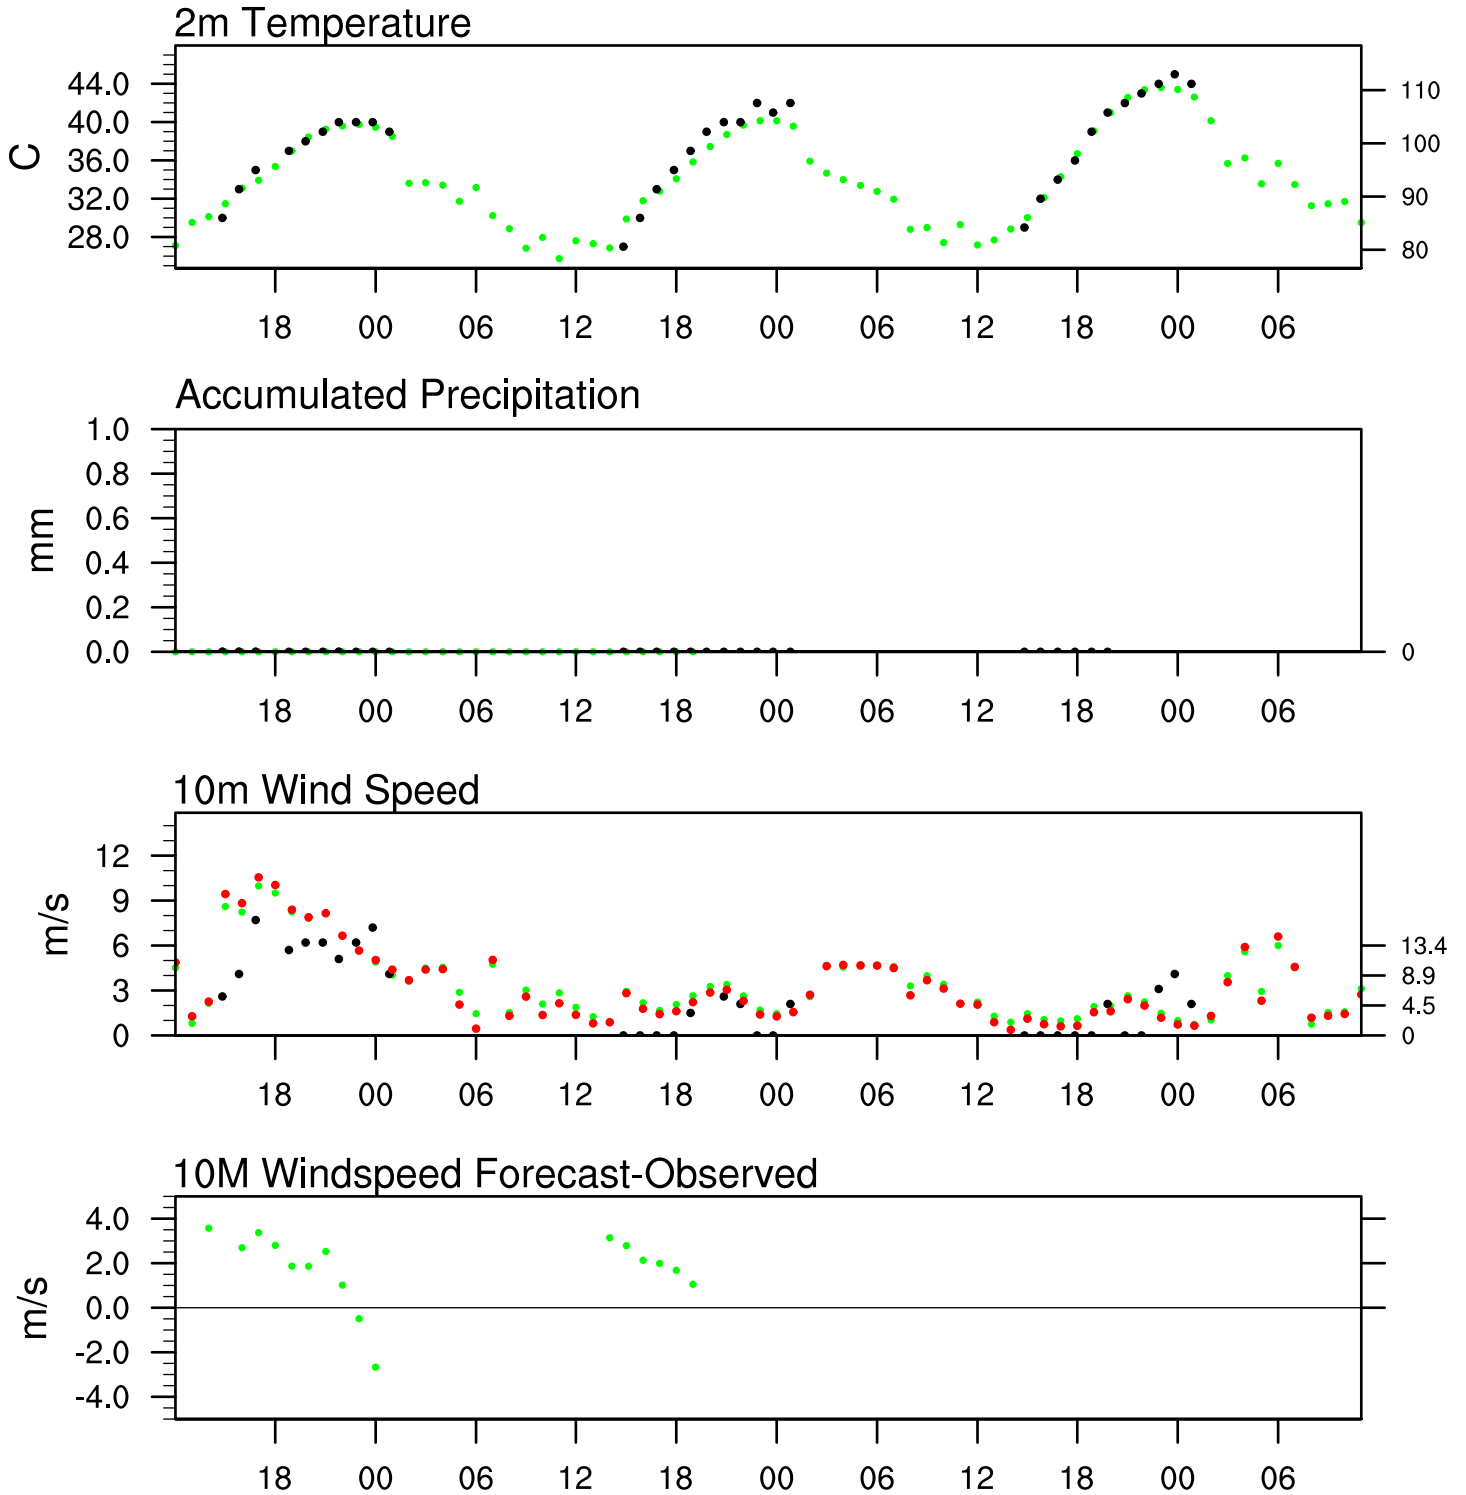 2m Temperature
C
44.0
40.0
36.0
32.0
28.0
110
100
90
80
18 00 06 12 18 00 06 12 18 00 06
Accumulated Precipitation
mm
1.0
0.8
0.6
0.4
0.2
0.0
0
18 00 06 12 18 00 06 12 18 00 06
10m Wind Speed
m/s
12
9
6
3
0
13.4
8.9
4.5
0
18 00 06 12 18 00 06 12 18 00 06
10M Windspeed Forecast-Observed
m/s
4.0
2.0
0.0
-2.0
-4.0
18 00 06 12 18 00 06 12 18 00 06